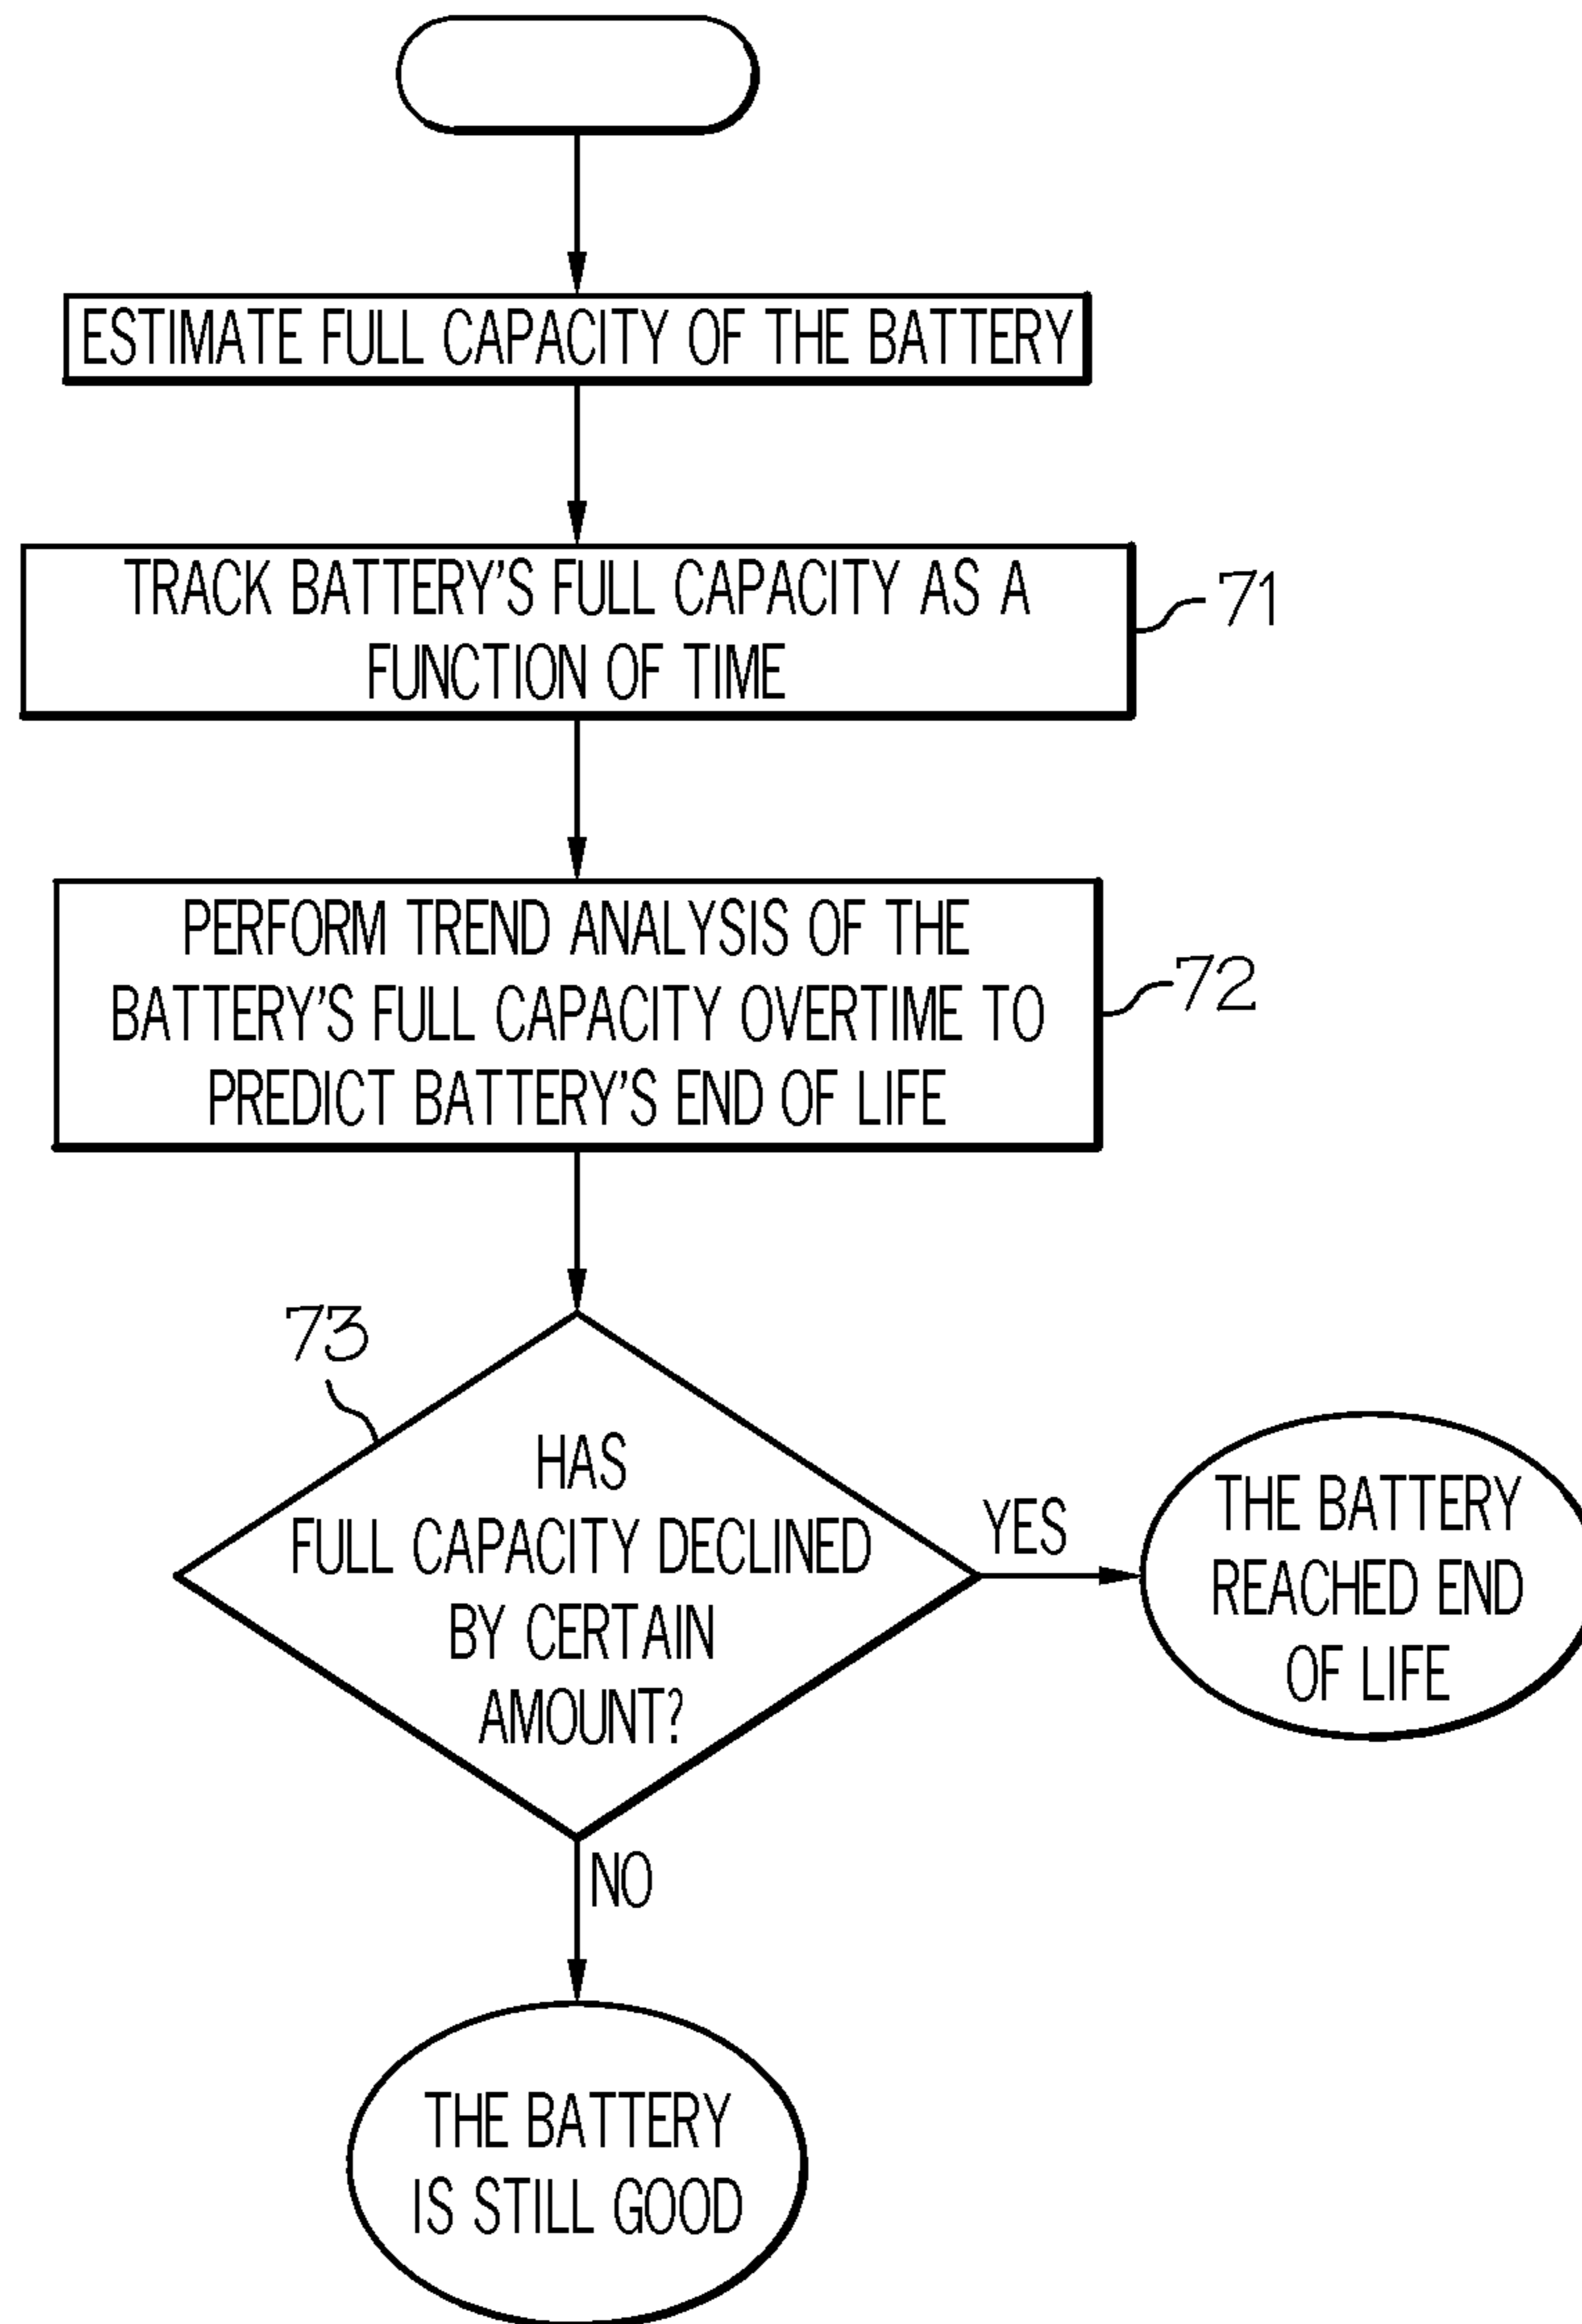 ESTIMATE FULL CAPACITY OF THE BATTERY
TRACK BATTERY'S FULL CAPACITY AS A
FUNCTION OF TIME
71
PERFORM TREND ANALYSIS OF THE
BATTERY'S FULL CAPACITY OVERTIME TO
PREDICT BATTERY'S END OF LIFE
72
73
HAS
FULL CAPACITY DECLINED
BY CERTAIN
AMOUNT?
YES
THE BATTERY
REACHED END
OF LIFE
NO
THE BATTERY
IS STILL GOOD